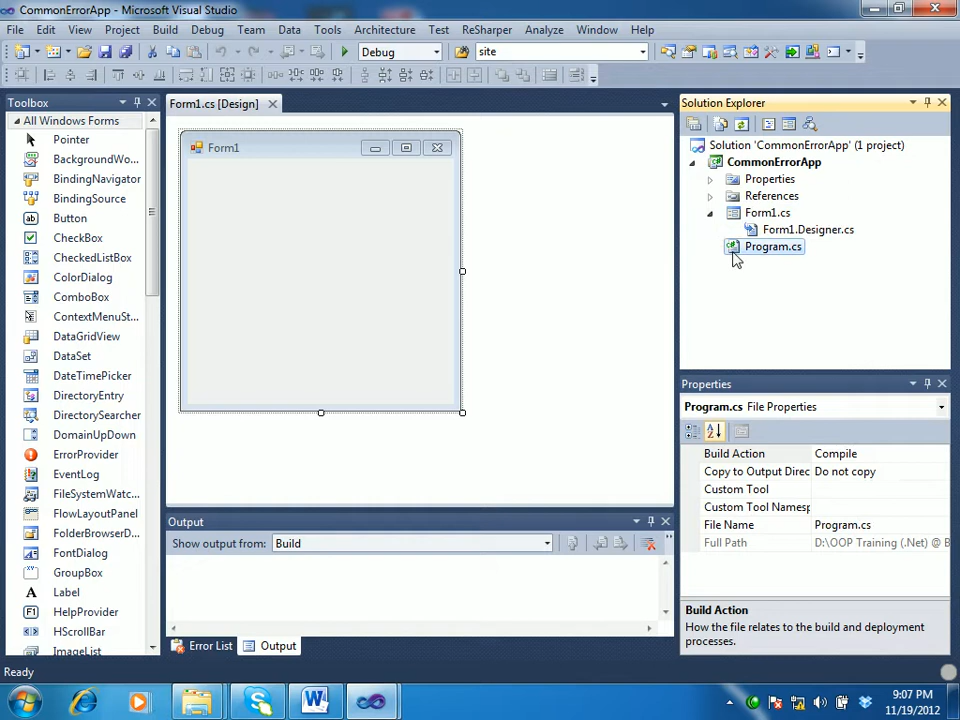 CommonErrorApp - Microsoft Visual Studio
File Edit View Project Build Debug Team Data Tools Architecture Test ReSharper Analyze Window Help
Debug site
Toolbox
All Windows Forms
Pointer
BackgroundWo...
BindingNavigator
BindingSource
Button
CheckBox
CheckedListBox
ColorDialog
ComboBox
ContextMenuSt...
DataGridView
DataSet
DateTimePicker
DirectoryEntry
DirectorySearcher
DomainUpDown
ErrorProvider
EventLog
FileSystemWatc...
FlowLayoutPanel
FolderBrowserD...
FontDialog
GroupBox
Label
HelpProvider
HScrollBar
ImageList
Form1.cs [Design]
Form1
Output
Show output from: Build
Error List Output
Solution Explorer
Solution 'CommonErrorApp' (1 project)
CommonErrorApp
Properties
References
Form1.cs
Form1.Designer.cs
Program.cs
Properties
Program.cs File Properties
Build Action Compile
Copy to Output Direc Do not copy
Custom Tool
Custom Tool Namesp
File Name Program.cs
Full Path D:\OOP Training (.Net) @ B
Build Action
How the file relates to the build and deployment
processes.
Ready
9:07 PM
11/19/2012